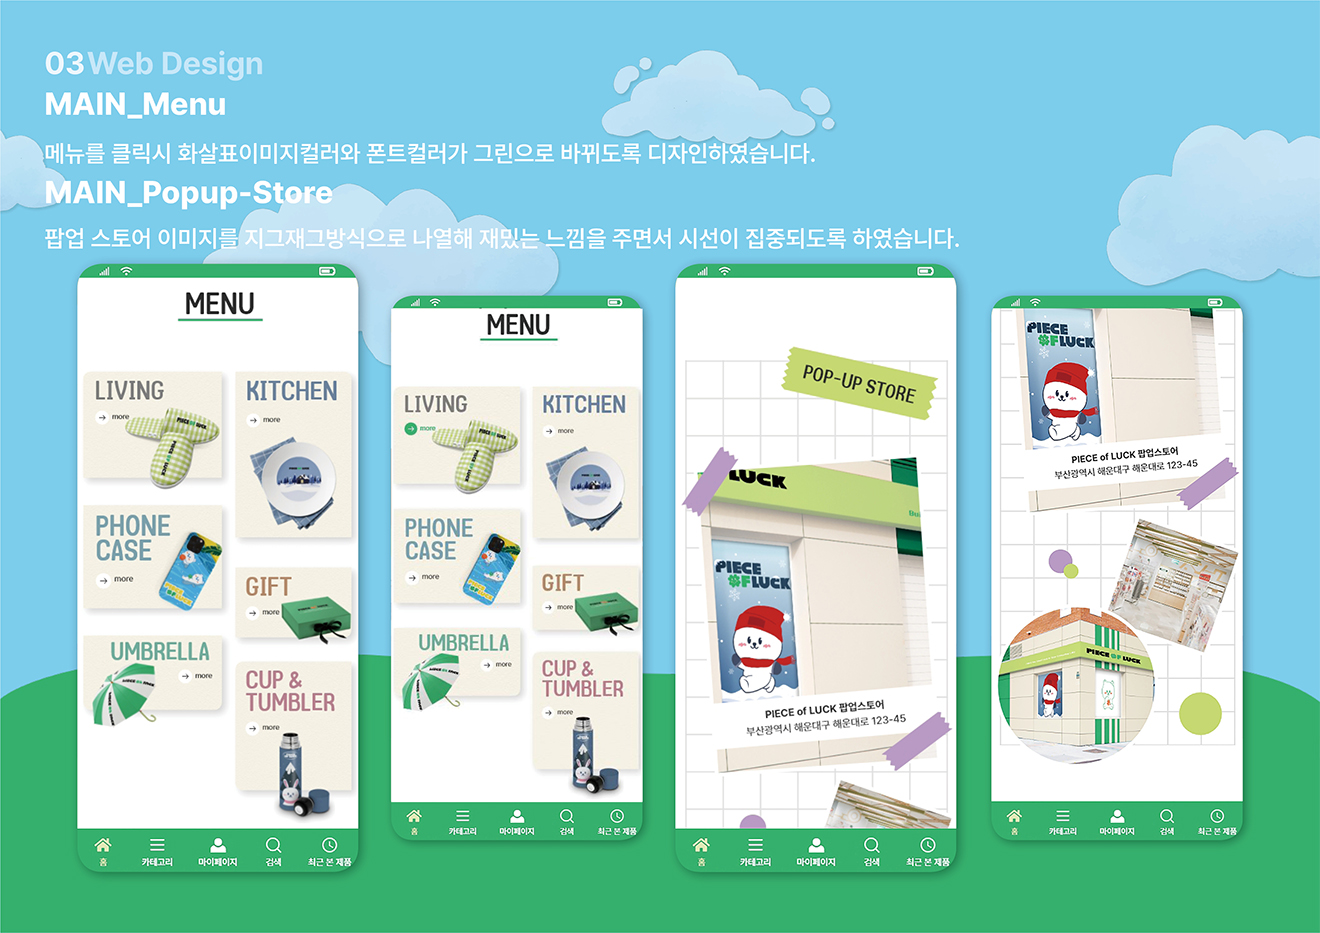 03 Web Design
MAIN_Menu
메뉴를 클릭시 화살표이미지컬러와 폰트컬러가 그린으로 바뀌도록 디자인하였습니다.
MAIN_Popup-Store
팝업 스토어 이미지를 지그재그방식으로 나열해 재밌는 느낌을 주면서 시선이 집중되도록 하였습니다.
MENU
LIVING
more
KITCHEN
more
PHONE
CASE
more
GIFT
more
UMBRELLA
more
CUP &
TUMBLER
more
홈
카테고리
마이페이지
검색
최근 본 제품
MENU
LIVING
more
KITCHEN
more
PHONE
CASE
more
GIFT
more
UMBRELLA
more
CUP &
TUMBLER
more
홈
카테고리
마이페이지
검색
최근 본 제품
POP-UP STORE
LUCK
PIECE
OF LUCK
PIECE of LUCK 팝업스토어
부산광역시 해운대구 해운대로 123-45
홈
카테고리
마이페이지
검색
최근 본 제품
PIECE
OF LUCK
PIECE of LUCK 팝업스토어
부산광역시 해운대구 해운대로 123-45
PIECE OF LUCK
홈
카테고리
마이페이지
검색
최근 본 제품